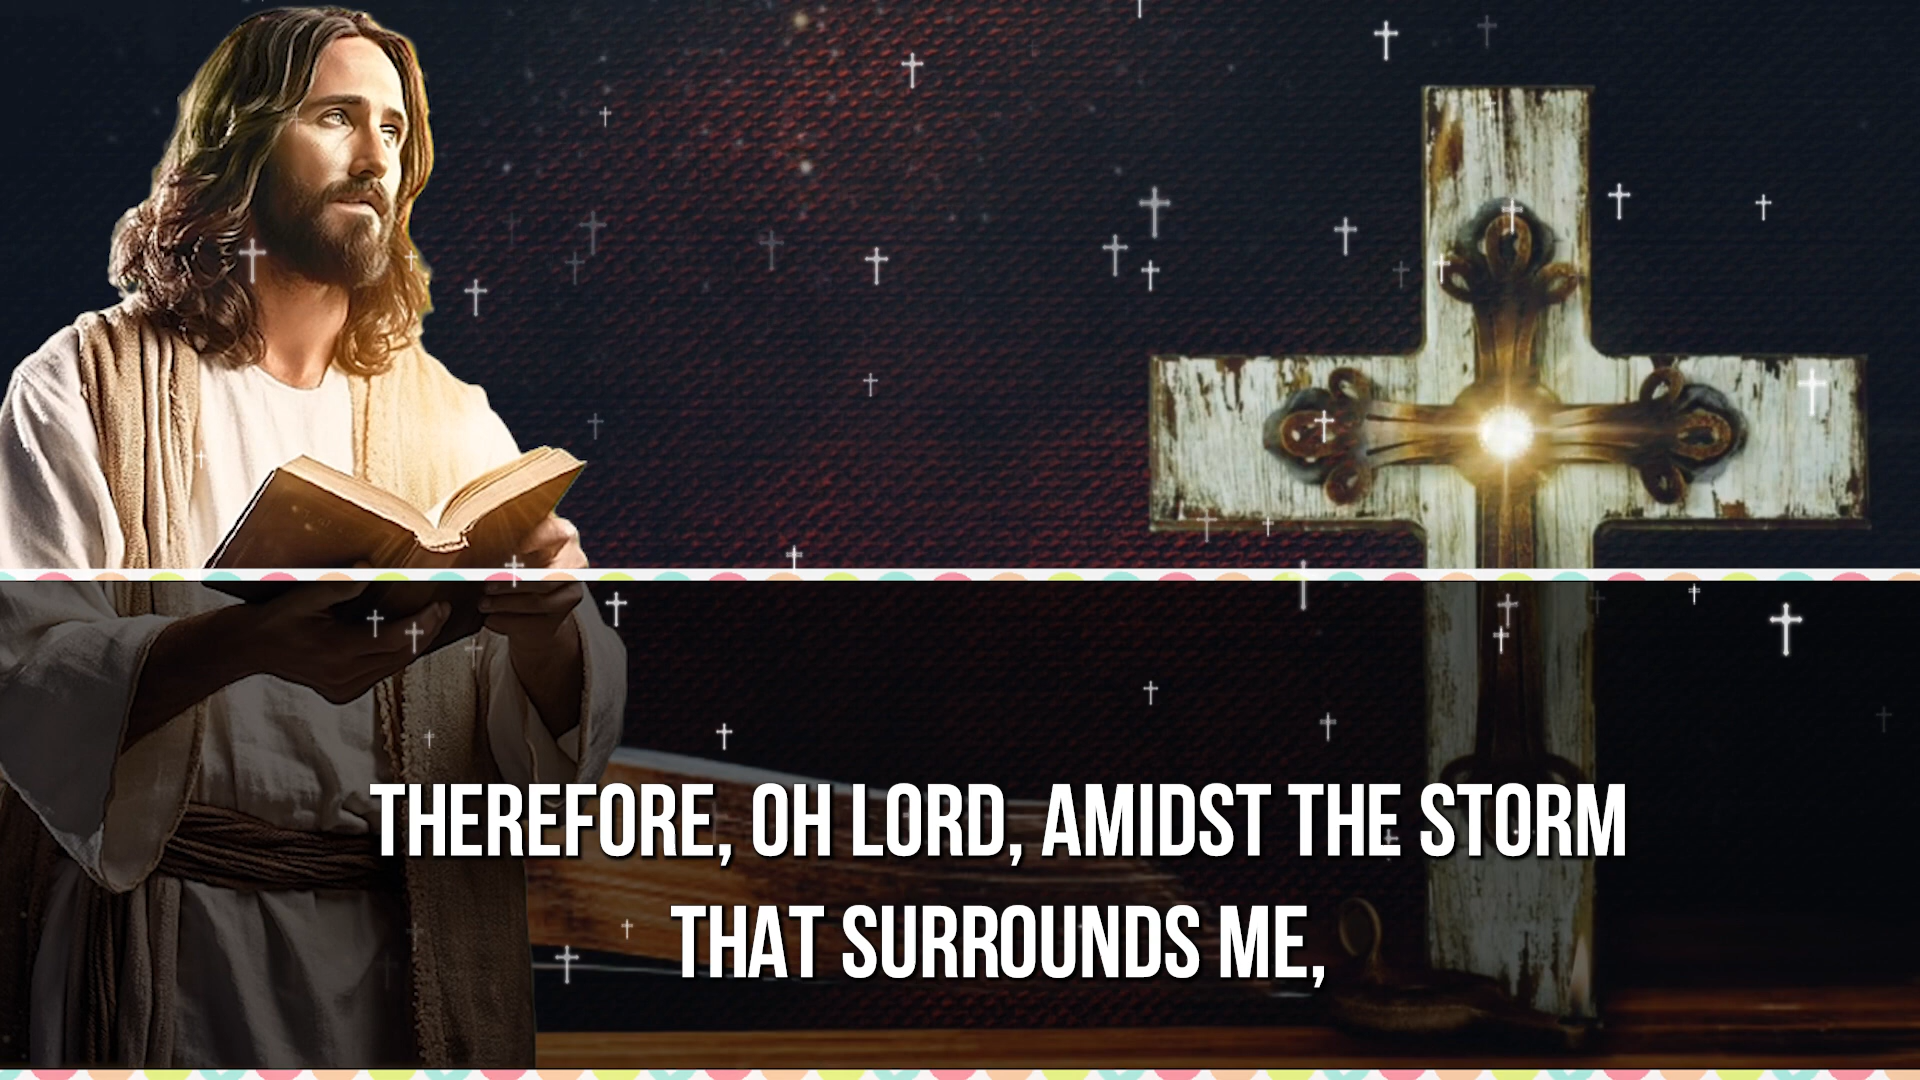 THEREFORE, OH LORD, AMIDST THE STORM
THAT SURROUNDS ME,